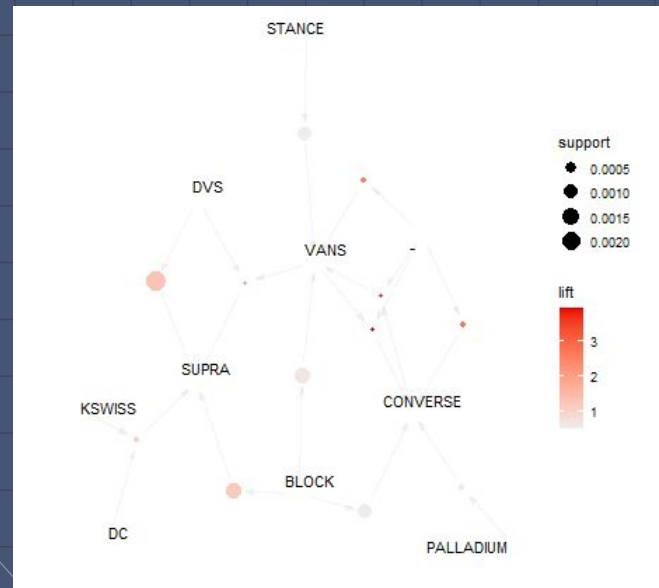 STANCE
support
0.0005
DVS
0.0010
0.0015
VANS
-
0.0020
lift
3
SUPRA
2
KSWISS
CONVERSE
1
BLOCK
DC
PALLADIUM